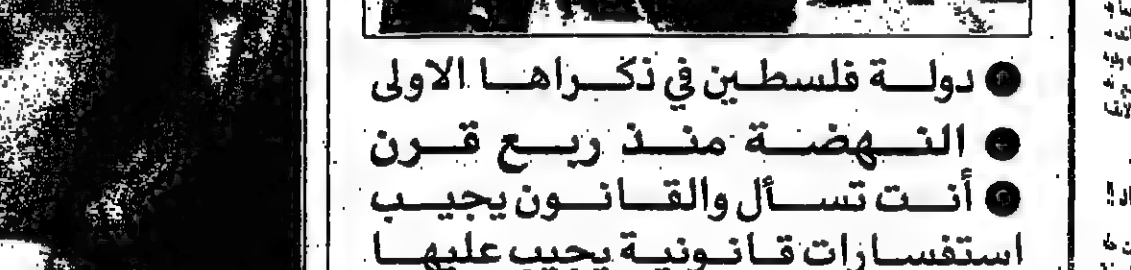 ● دولة فلسطين في ذكراها الاولى
● النهضة منذ ربع قرن
● أنت تسأل والقانون يجيب
استفسارات قانونية يجيب عليها